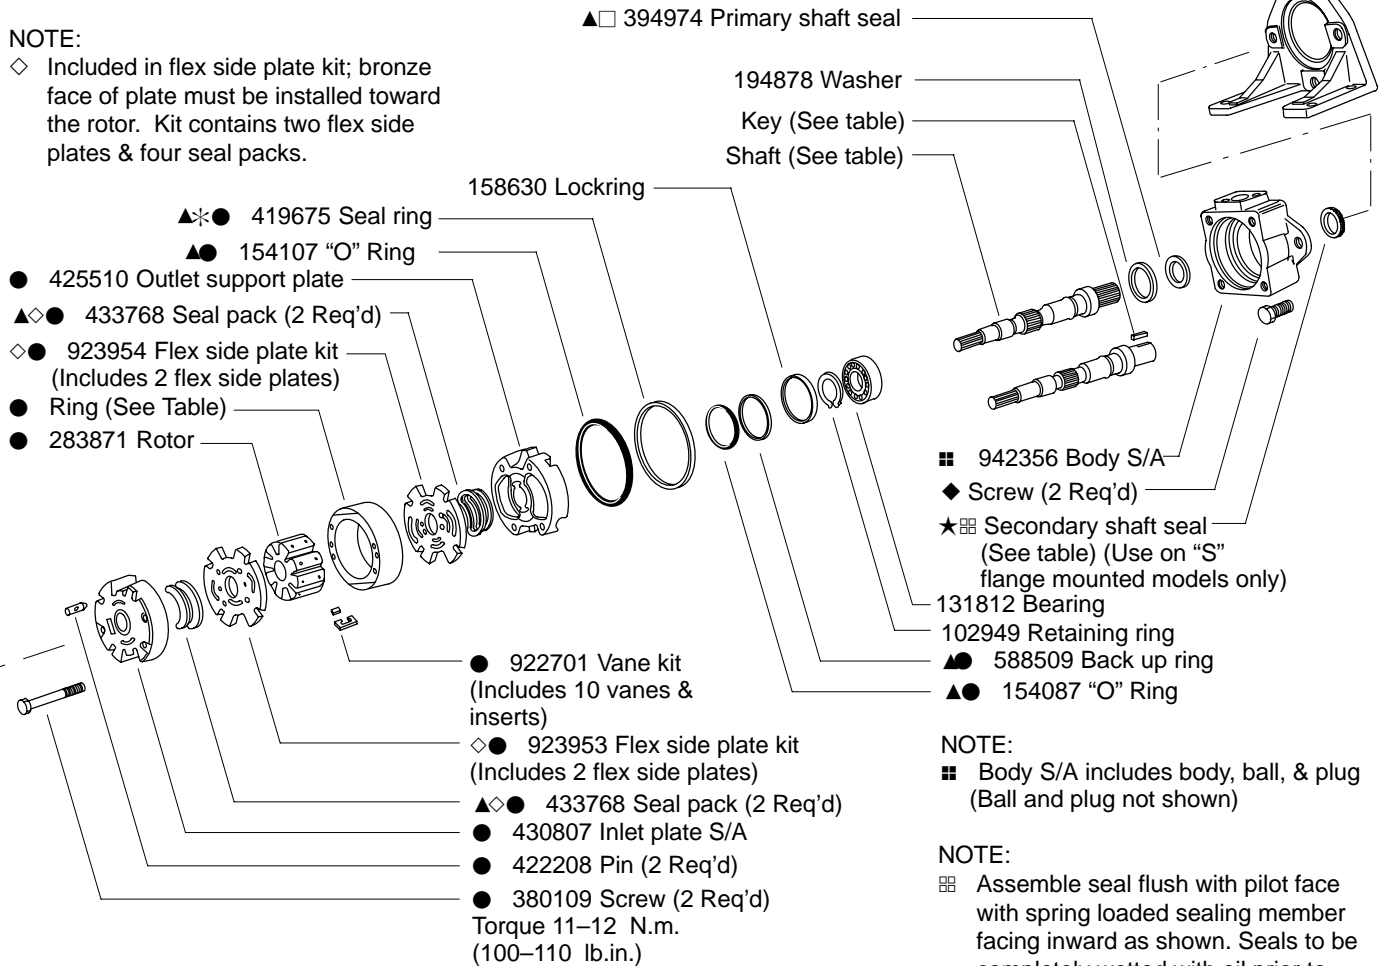 NOTE:
◇ Included in flex side plate kit; bronze
face of plate must be installed toward
the rotor. Kit contains two flex side
plates & four seal packs.
▲□ 394974 Primary shaft seal
194878 Washer
Key (See table)
Shaft (See table)
158630 Lockring
▲✻● 419675 Seal ring
▲● 154107 “O” Ring
● 425510 Outlet support plate
▲◇● 433768 Seal pack (2 Req’d)
◇● 923954 Flex side plate kit
(Includes 2 flex side plates)
● Ring (See Table)
● 283871 Rotor
⊞ 942356 Body S/A
◆ Screw (2 Req’d)
★⊞ Secondary shaft seal
(See table) (Use on “S”
flange mounted models only)
131812 Bearing
102949 Retaining ring
▲● 588509 Back up ring
▲● 154087 “O” Ring
● 922701 Vane kit
(Includes 10 vanes &
inserts)
◇● 923953 Flex side plate kit
(Includes 2 flex side plates)
▲◇● 433768 Seal pack (2 Req’d)
● 430807 Inlet plate S/A
● 422208 Pin (2 Req’d)
● 380109 Screw (2 Req’d)
Torque 11–12 N.m.
(100–110 lb.in.)
NOTE:
⊞ Body S/A includes body, ball, & plug
(Ball and plug not shown)
NOTE:
⊞ Assemble seal flush with pilot face
with spring loaded sealing member
facing inward as shown. Seals to be
completely wetted with oil prior to